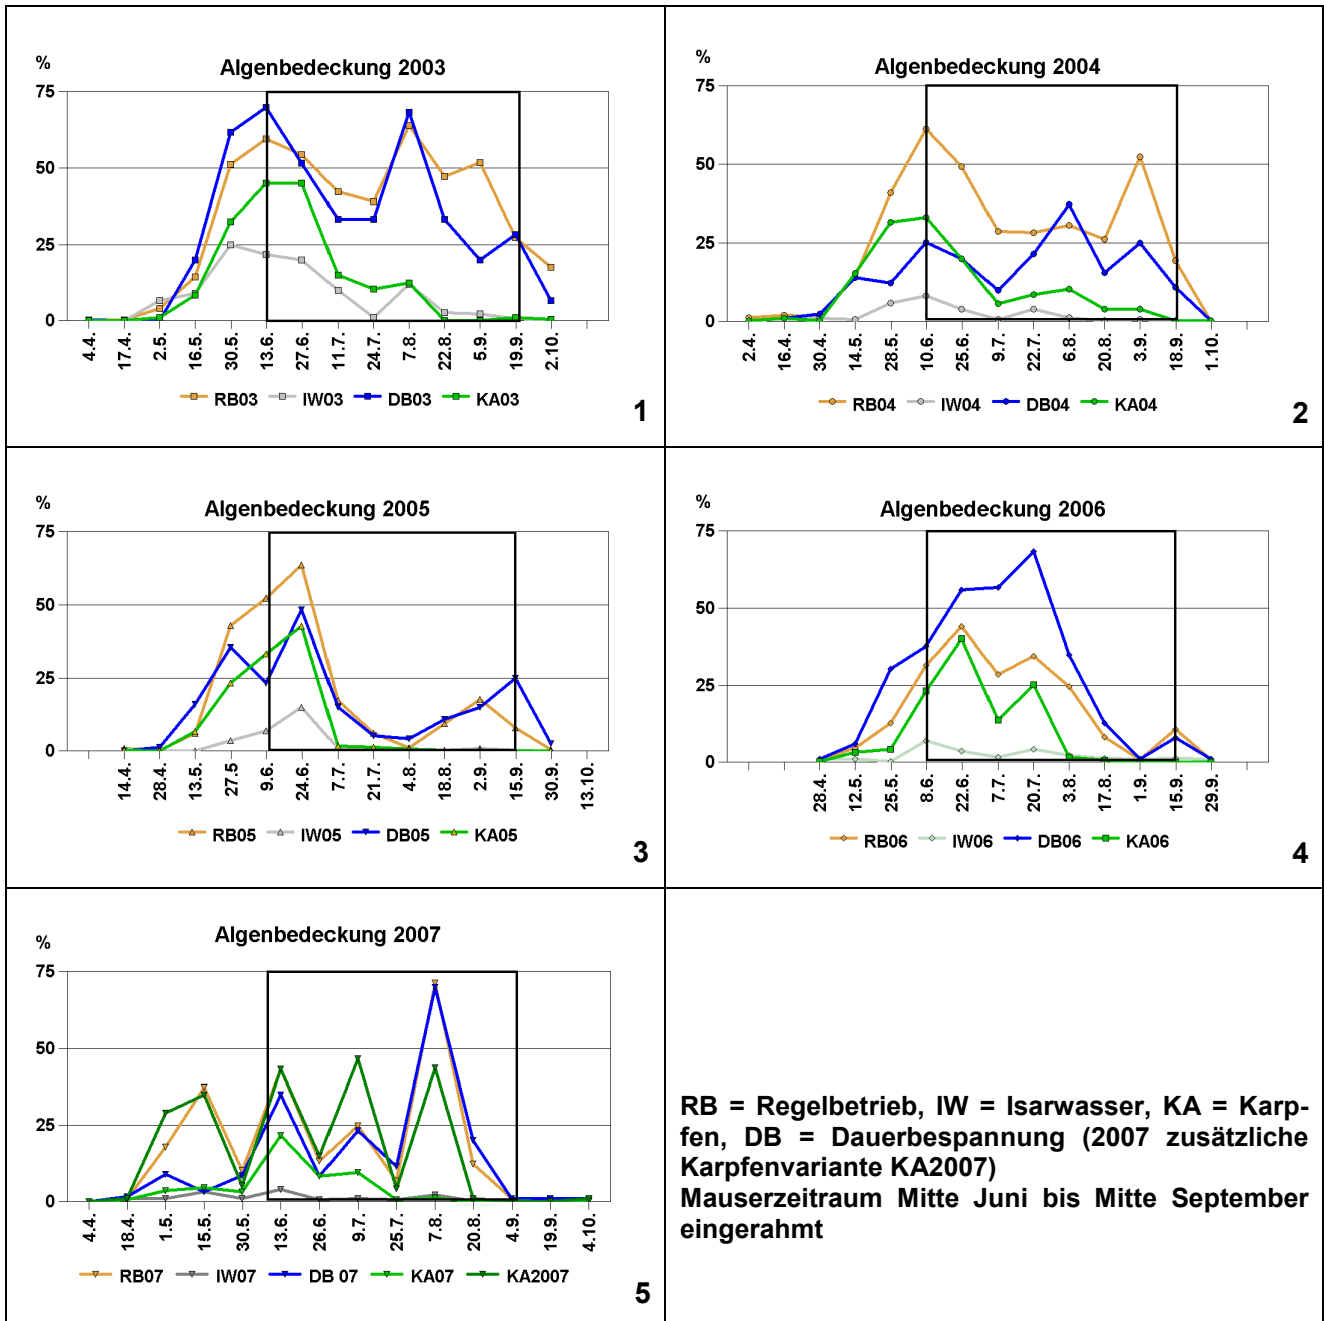 %
Algenbedeckung 2003
75
50
25
0
4.4. 17.4. 2.5. 16.5. 30.5. 13.6. 27.6. 11.7. 24.7. 7.8. 22.8. 5.9. 19.9. 2.10.
RB03 IW03 DB03 KA03
1
%
Algenbedeckung 2004
75
50
25
0
2.4. 16.4. 30.4. 14.5. 28.5. 10.6. 25.6. 9.7. 22.7. 6.8. 20.8. 3.9. 18.9. 1.10.
RB04 IW04 DB04 KA04
2
%
Algenbedeckung 2005
75
50
25
0
14.4. 28.4. 13.5. 27.5 9.6. 24.6. 7.7. 21.7. 4.8. 18.8. 2.9. 15.9. 30.9. 13.10.
RB05 IW05 DB05 KA05
3
%
Algenbedeckung 2006
75
50
25
0
28.4. 12.5. 25.5. 8.6. 22.6. 7.7. 20.7. 3.8. 17.8. 1.9. 15.9. 29.9.
RB06 IW06 DB06 KA06
4
%
Algenbedeckung 2007
75
50
25
0
4.4. 18.4. 1.5. 15.5. 30.5. 13.6. 26.6. 9.7. 25.7. 7.8. 20.8. 4.9. 19.9. 4.10.
RB07 IW07 DB 07 KA07 KA2007
5
RB = Regelbetrieb, IW = Isarwasser, KA = Karp-
fen, DB = Dauerbespannung (2007 zusätzliche
Karpfenvariante KA2007)
Mauserzeitraum Mitte Juni bis Mitte September
eingerahmt